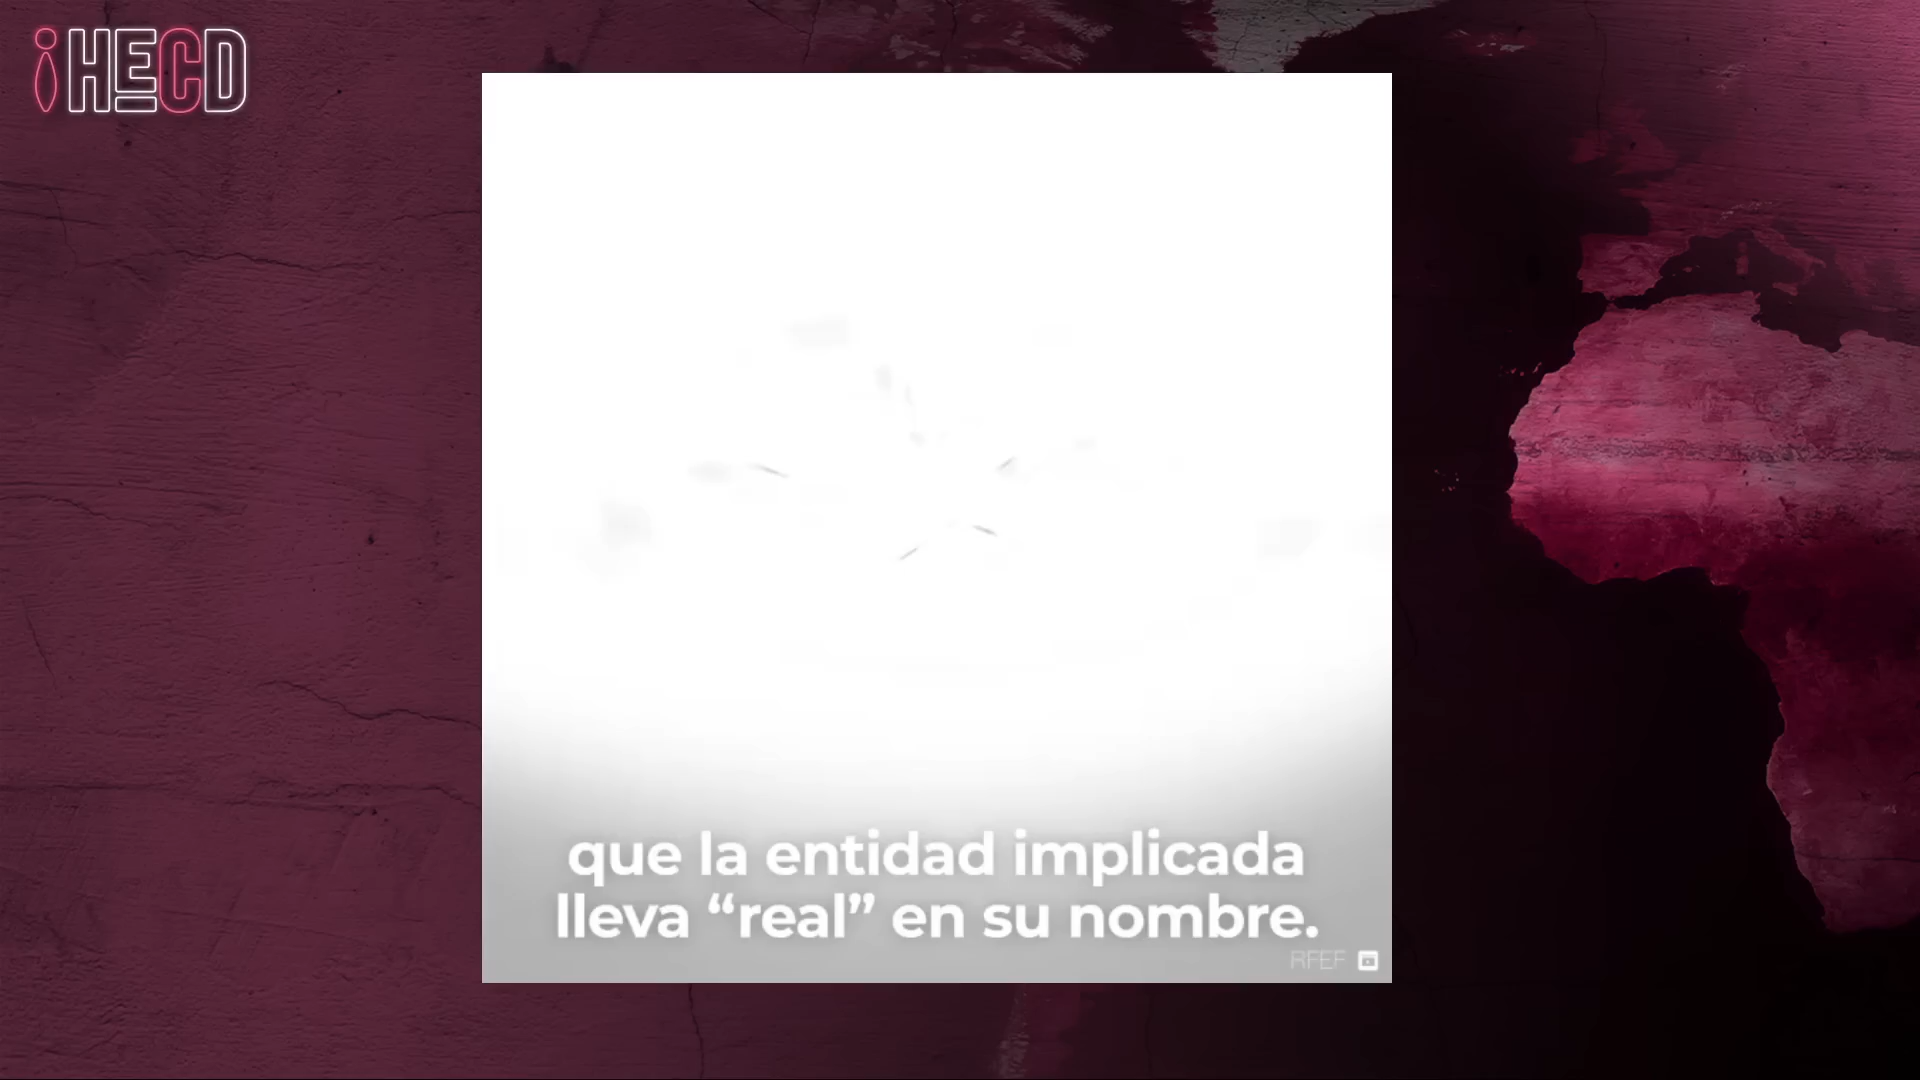 ¡HECD
que la entidad implicada
lleva “real” en su nombre.
RFEF